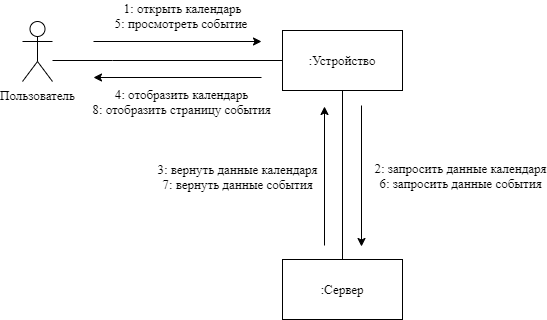 1: открыть календарь
5: просмотреть событие
:Устройство
Пользователь
4: отобразить календарь
8: отобразить страницу события
3: вернуть данные календаря
7: вернуть данные события
2: запросить данные календаря
6: запросить данные события
:Сервер